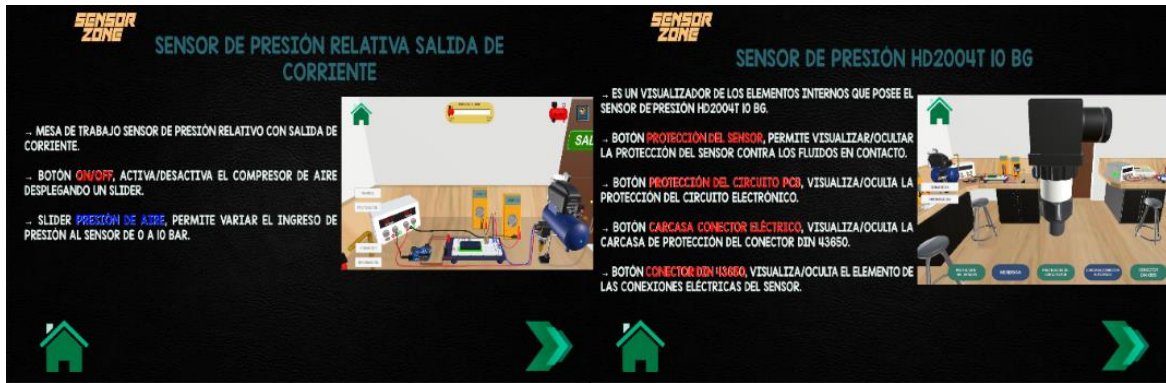 SENSOR
ZONE
SENSOR DE PRESIÓN RELATIVA SALIDA DE
CORRIENTE
→ MESA DE TRABAJO SENSOR DE PRESIÓN RELATIVO CON SALIDA DE
CORRIENTE.
→ BOTÓN ON/OFF, ACTIVA/DESACTIVA EL COMPRESOR DE AIRE
DESPLEGANDO UN SLIDER.
→ SLIDER PRESIÓN DE AIRE, PERMITE VARIAR EL INGRESO DE
PRESIÓN AL SENSOR DE 0 A 10 BAR.
SAL
SENSOR
ZONE
SENSOR DE PRESIÓN HD2004T 10 BG
→ ES UN VISUALIZADOR DE LOS ELEMENTOS INTERNOS QUE POSEE EL
SENSOR DE PRESIÓN HD2004T 10 BG.
→ BOTÓN PROTECCIÓN DEL SENSOR, PERMITE VISUALIZAR/OCULTAR
LA PROTECCIÓN DEL SENSOR CONTRA LOS FLUIDOS EN CONTACTO.
→ BOTÓN PROTECCIÓN DEL CIRCUITO PCB, VISUALIZA/OCULTA LA
PROTECCIÓN DEL CIRCUITO ELECTRÓNICO.
→ BOTÓN CARCASA CONECTOR ELÉCTRICO, VISUALIZA/OCULTA LA
CARCASA DE PROTECCIÓN DEL CONECTOR DIN 43650.
→ BOTÓN CONECTOR DIN 43650, VISUALIZA/OCULTA EL ELEMENTO DE
LAS CONEXIONES ELÉCTRICAS DEL SENSOR.